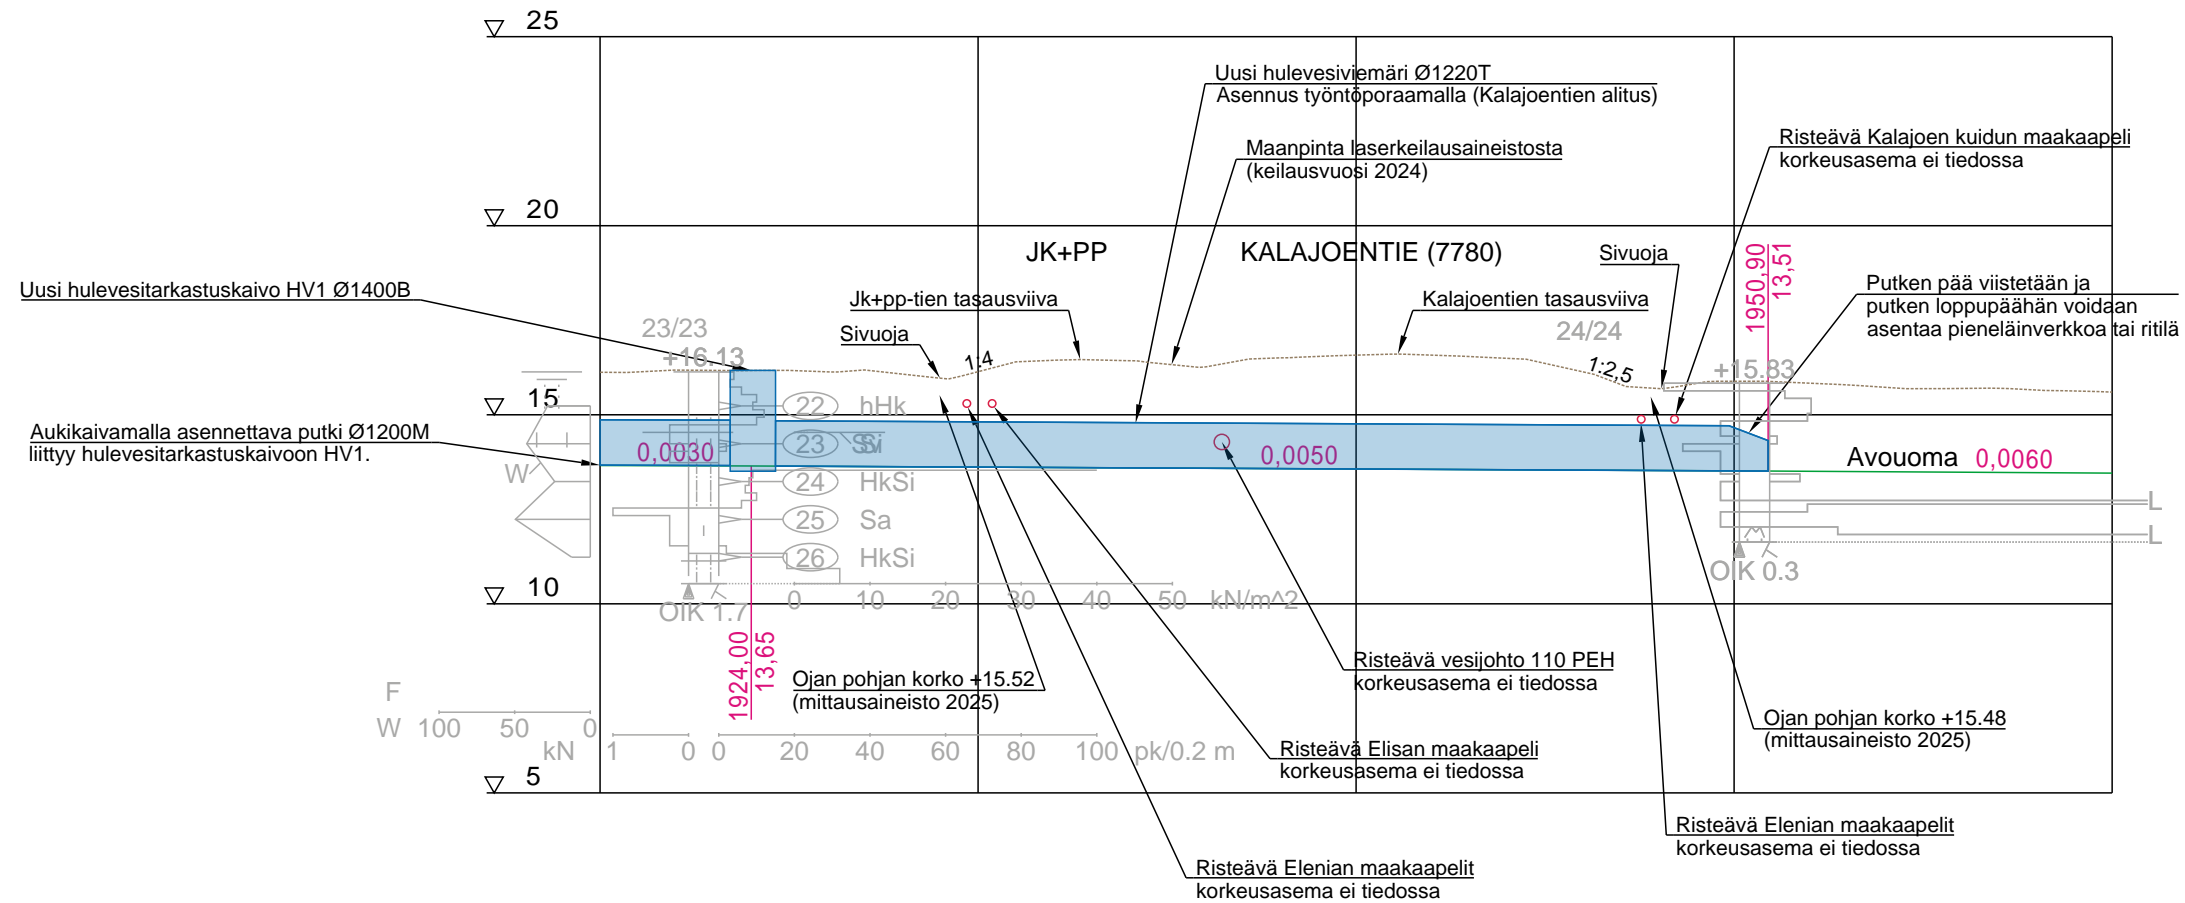 25
Uusi hulevesiviemäri Ø1220T
Asennus työntöporaamalla (Kalajoentien alitus)
Risteävä Kalajoen kuidun maakaapeli
korkeusasema ei tiedossa
Maanpinta laserkeilausaineistosta
(keilausvuosi 2024)
20
JK+PP
KALAJOENTIE (7780)
Sivuoja
1950,90
13,51
Putken pää viistetään ja
putken loppupäähän voidaan
asentaa pieneläinverkkoa tai ritilä
Uusi hulevesitarkastuskaivo HV1 Ø1400B
Jk+pp-tien tasausviiva
Kalajoentien tasausviiva
23/23
+16.13
Sivuoja
1:4
24/24
1:2,5
+15.83
15
22 hHk
Aukikaivamalla asennettava putki Ø1200M
liittyy hulevesitarkastuskaivoon HV1.
0,0030
23
0,0050
Avouoma 0,0060
W
24 HkSi
L
25 Sa
L
26 HkSi
10
OIK 1.7
0 10 20 30 40 50 kN/m^2
OIK 0.3
1924,00
13,65
Ojan pohjan korko +15.52
(mittausaineisto 2025)
Risteävä vesijohto 110 PEH
korkeusasema ei tiedossa
F
W 100 50 0
kN 1 0 0 20 40 60 80 100 pk/0.2 m
Ojan pohjan korko +15.48
(mittausaineisto 2025)
Risteävä Elisan maakaapeli
korkeusasema ei tiedossa
5
Risteävä Elenian maakaapelit
korkeusasema ei tiedossa
Risteävä Elenian maakaapelit
korkeusasema ei tiedossa